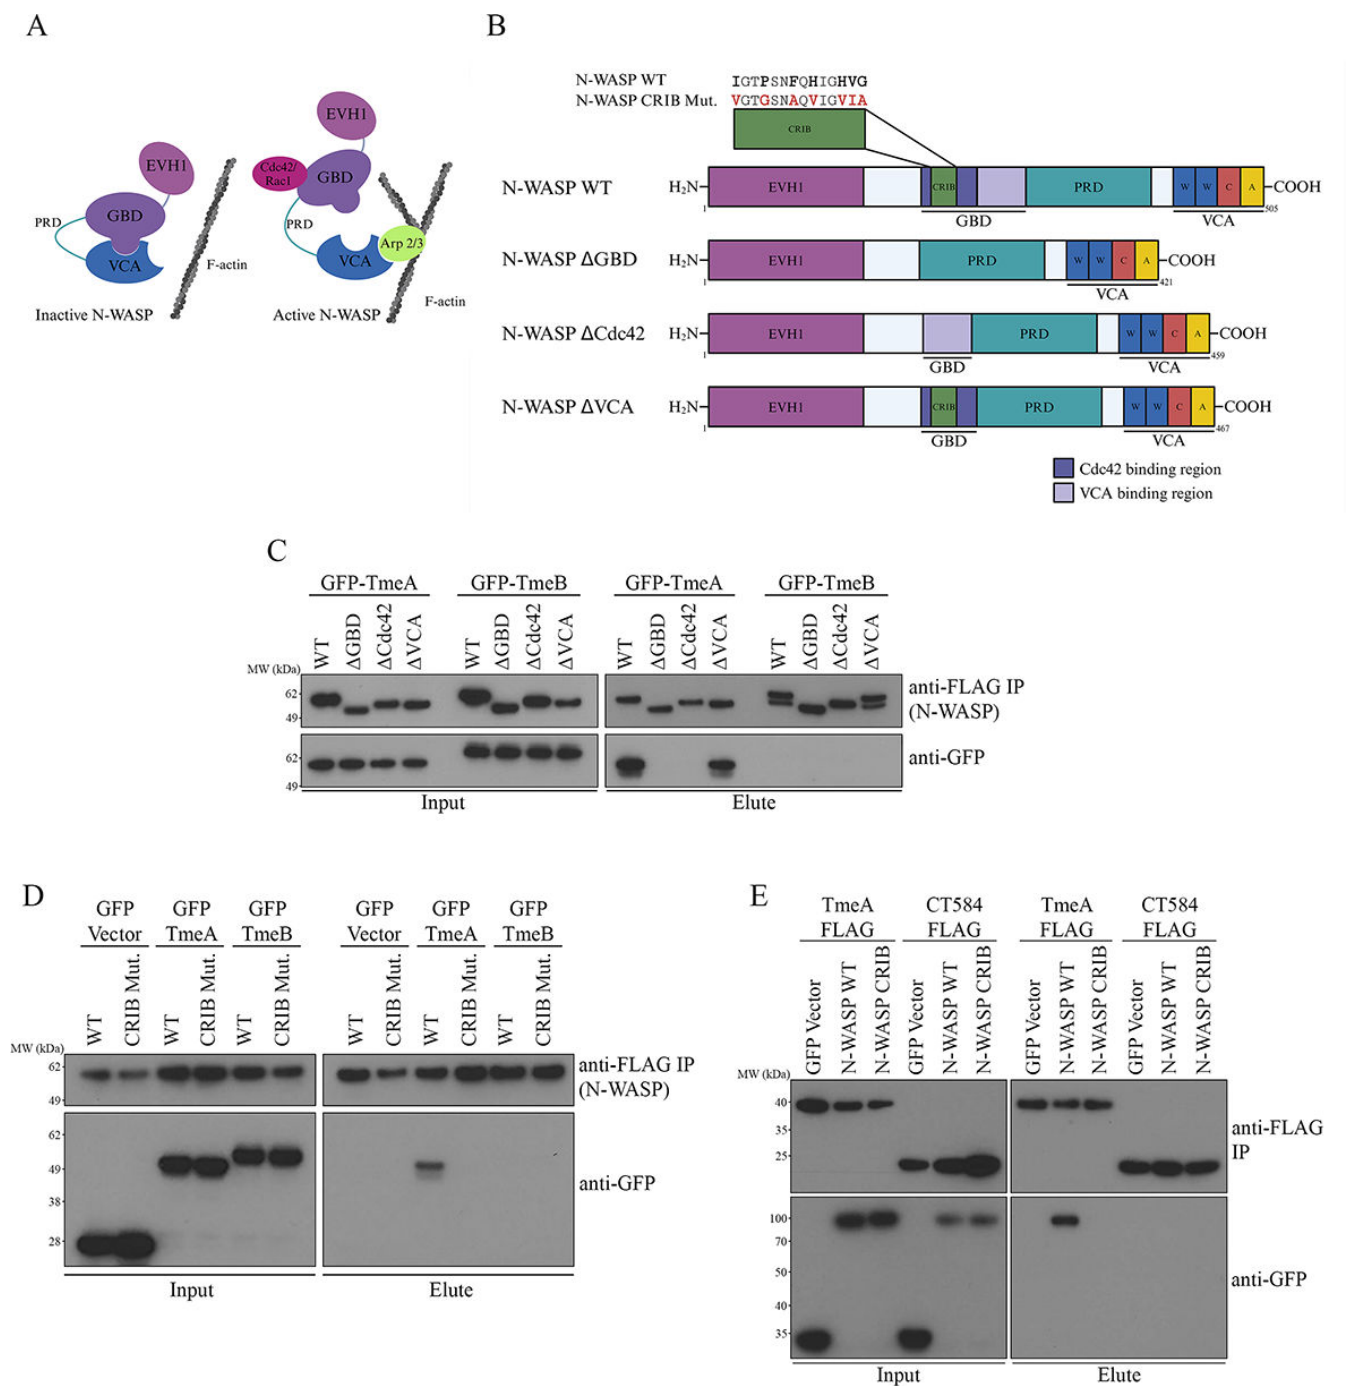 A
EVH1
GBD
PRD
VCA
F-actin
Inactive N-WASP
EVH1
Cdc42/
Rac1
GBD
PRD
VCA
Arp 2/3
F-actin
Active N-WASP
B
N-WASP WT IGTPSNFQHIGHVG
N-WASP CRIB Mut. VGTGSNAQVIGVIA
CRIB
N-WASP WT H₂N EVH1 CRIB PRD W W C A COOH
1 GBD VCA 505
N-WASP ΔGBD H₂N EVH1 PRD W W C A COOH
1 VCA 421
N-WASP ΔCdc42 H₂N EVH1 PRD W W C A COOH
1 GBD VCA 459
N-WASP ΔVCA H₂N EVH1 CRIB PRD W W C A COOH
1 GBD VCA 467
Cdc42 binding region
VCA binding region
C
GFP-TmeA GFP-TmeB GFP-TmeA GFP-TmeB
WT ΔGBD ΔCdc42 ΔVCA WT ΔGBD ΔCdc42 ΔVCA WT ΔGBD ΔCdc42 ΔVCA WT ΔGBD ΔCdc42 ΔVCA
MW (kDa)
62
49
anti-FLAG IP
(N-WASP)
62
49
anti-GFP
Input Elute
D
GFP GFP GFP GFP GFP GFP
Vector TmeA TmeB Vector TmeA TmeB
WT CRIB Mut. WT CRIB Mut. WT CRIB Mut. WT CRIB Mut. WT CRIB Mut. WT CRIB Mut.
MW (kDa)
62
49
anti-FLAG IP
(N-WASP)
62
49
38
28
anti-GFP
Input Elute
E
TmeA CT584 TmeA CT584
FLAG FLAG FLAG FLAG
GFP Vector N-WASP WT N-WASP CRIB GFP Vector N-WASP WT N-WASP CRIB GFP Vector N-WASP WT N-WASP CRIB GFP Vector N-WASP WT N-WASP CRIB
MW (kDa)
40
35
25
anti-FLAG
IP
100
70
50
40
35
anti-GFP
Input Elute